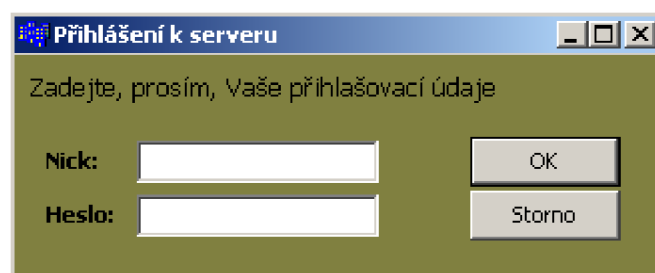 Přihlášení k serveru
Zadejte, prosím, Vaše přihlašovací údaje
Nick:
OK
Heslo:
Storno